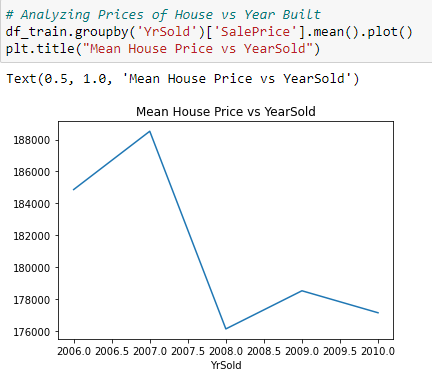 # Analyzing Prices of House vs Year Built
df_train.groupby('YrSold')['SalePrice'].mean().plot()
plt.title("Mean House Price vs YearSold")
Text(0.5, 1.0, 'Mean House Price vs YearSold')
Mean House Price vs YearSold
188000
186000
184000
182000
180000
178000
176000
2006.0 2006.5 2007.0 2007.5 2008.0 2008.5 2009.0 2009.5 2010.0
YrSold